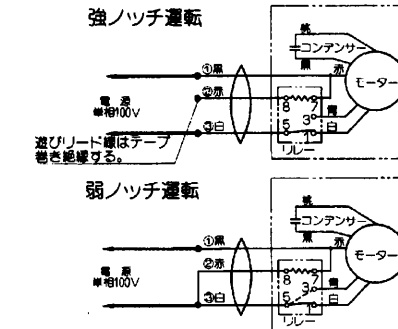 強ノッチ運転
桃
コンデンサー
黒
赤
モーター
①黒
②赤
③白
電源
単相100V
8 7
3 青
5 1 白
リレー
遊びリード線はテープ
巻き絶縁する。
弱ノッチ運転
桃
コンデンサー
黒
赤
モーター
①黒
②赤
③白
電源
単相100V
8 7
3 青
5 1 白
リレー